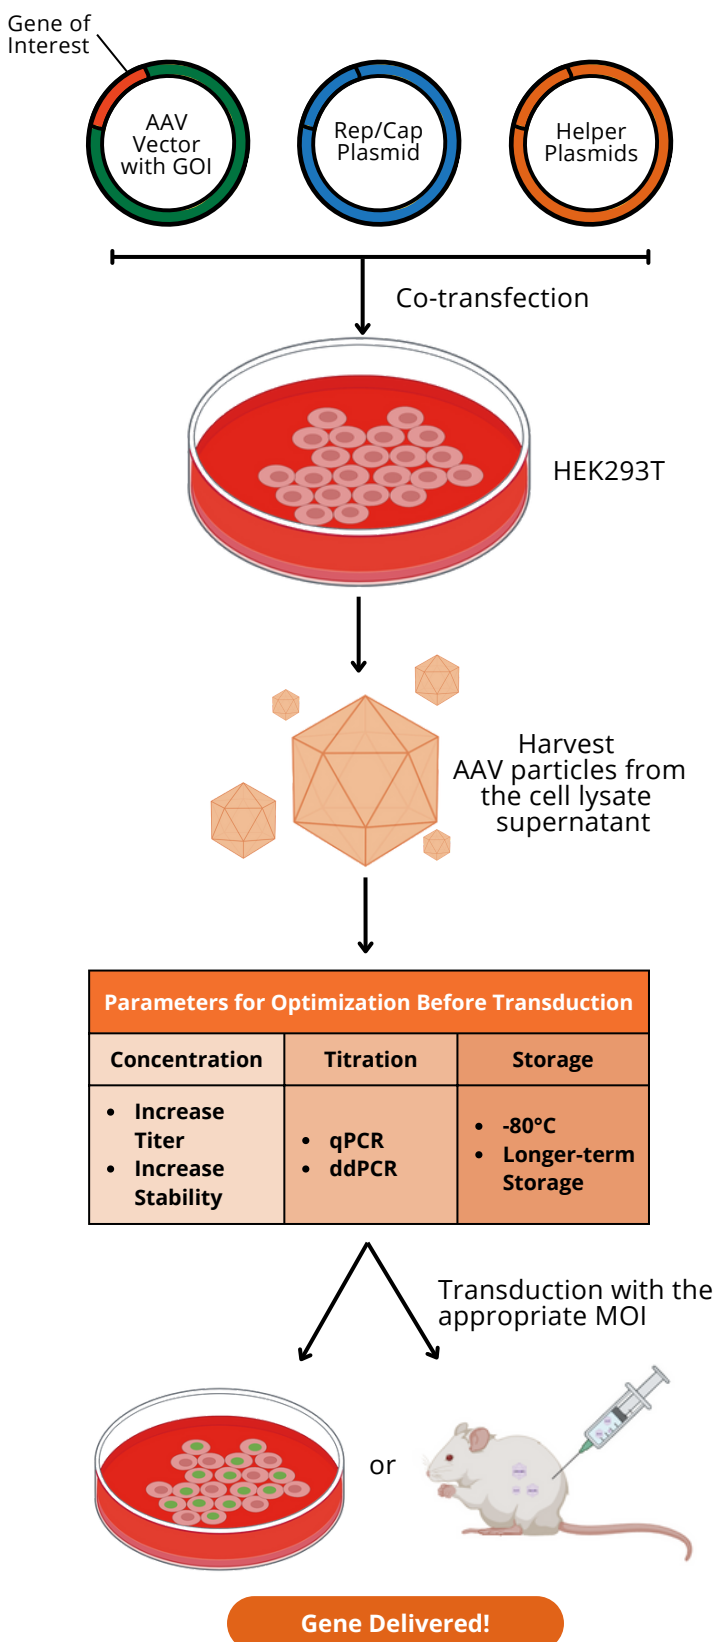 Gene of
Interest
AAV
Vector
with GOI
Rep/Cap
Plasmid
Helper
Plasmids
Co-transfection
HEK293T
Harvest
AAV particles from
the cell lysate
supernatant
Parameters for Optimization Before Transduction
Concentration
Titration
Storage
• Increase
Titer
• Increase
Stability
• qPCR
• ddPCR
• -80°C
• Longer-term
Storage
Transduction with the
appropriate MOI
or
Gene Delivered!